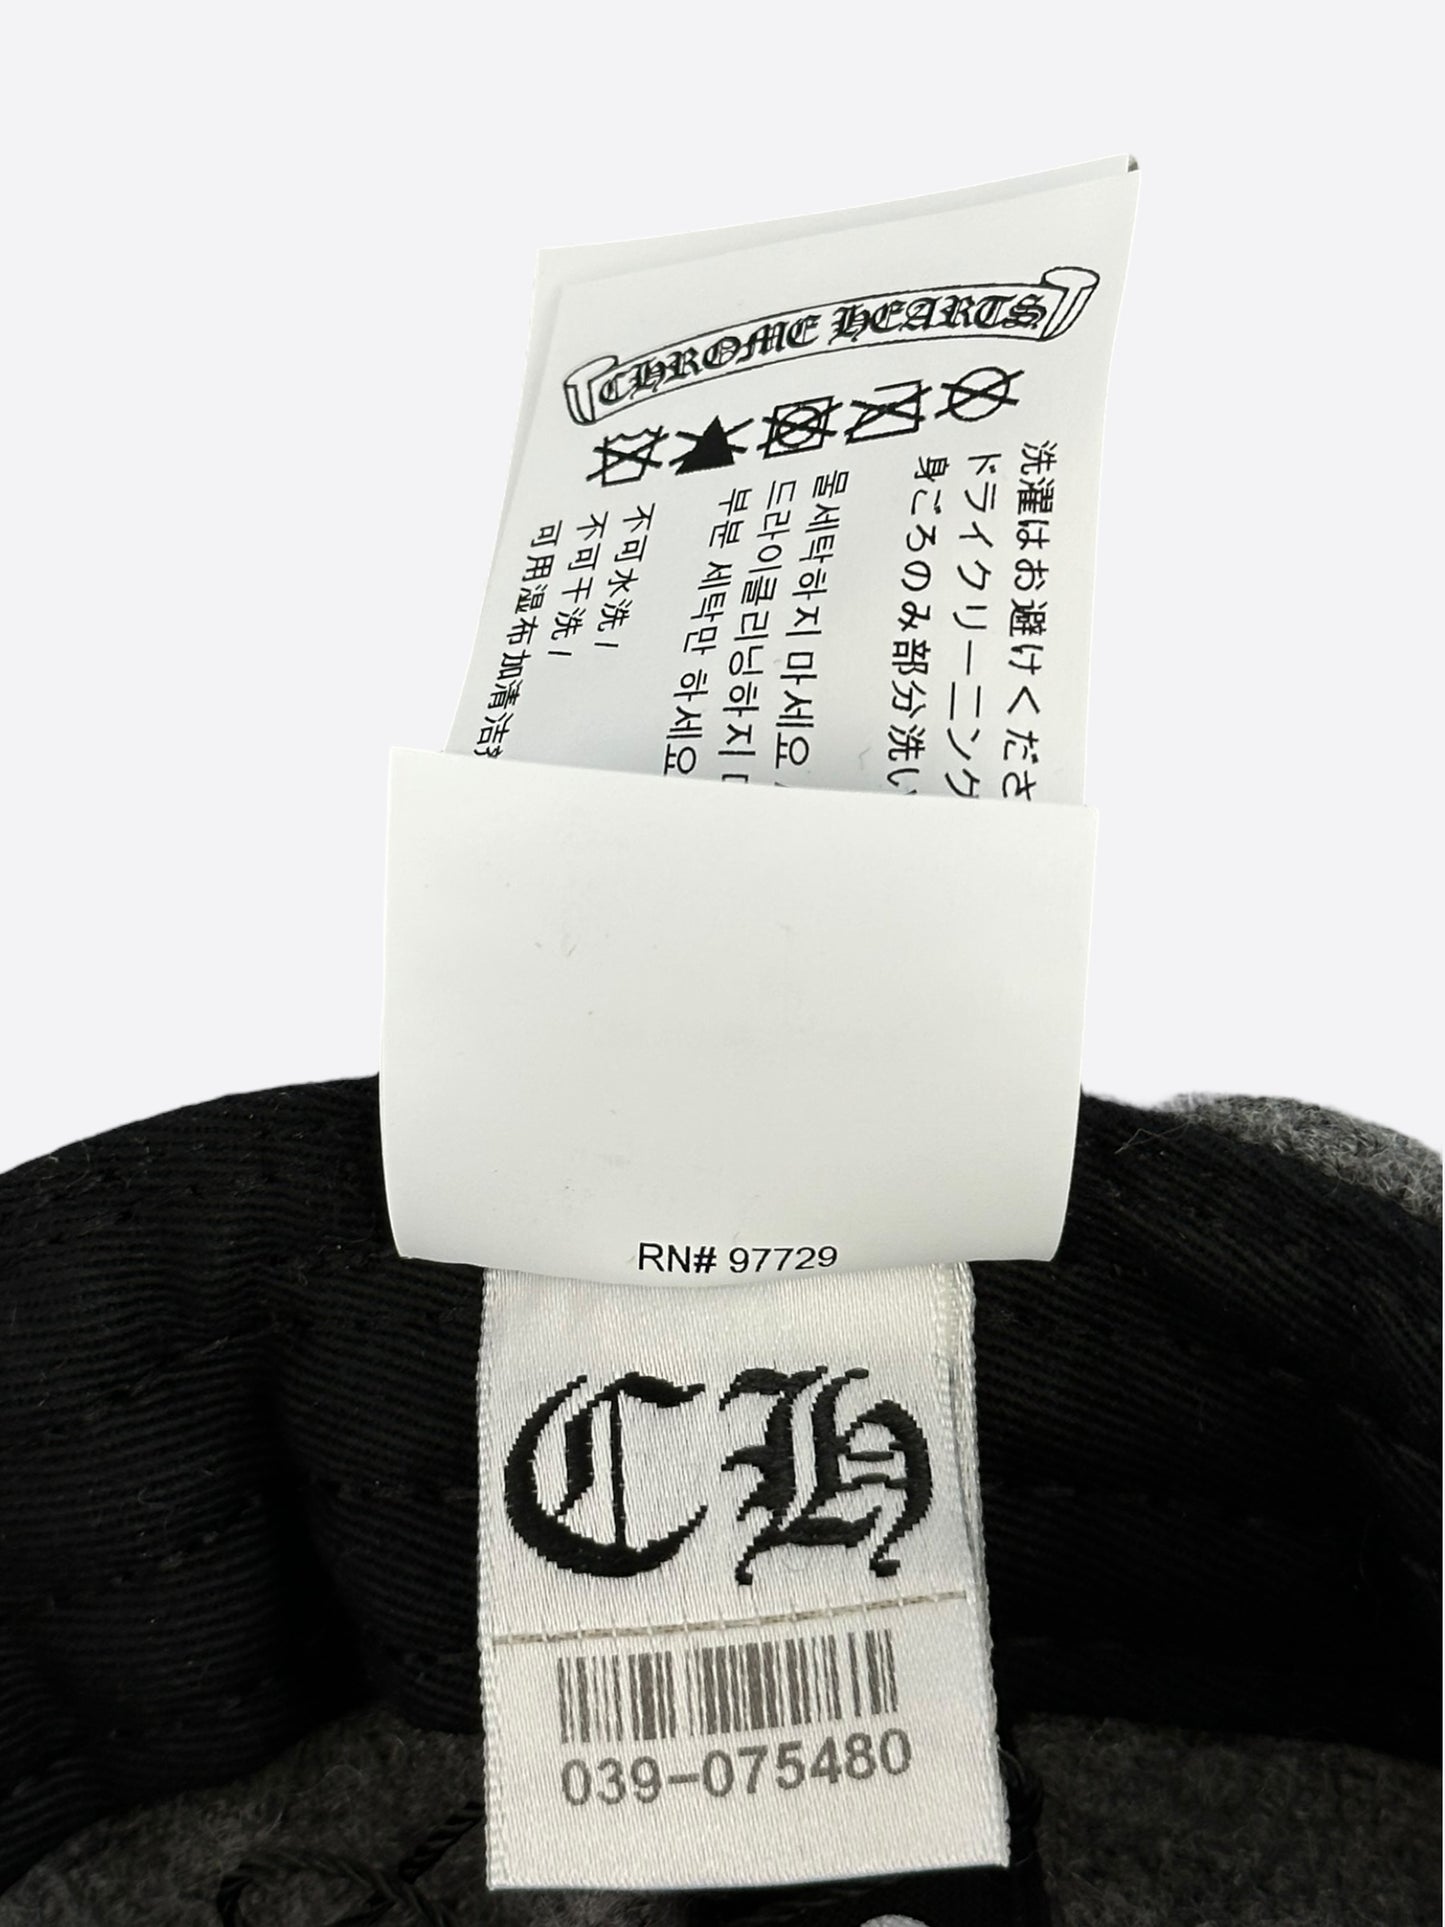 CHROME HEARTS
洗濯はお避けくださ
ドライクリーニング
身ごろのみ部分洗い
물세탁하지 마세요
드라이클리닝하지
부분 세탁만 하세요
不可水洗!
不可干洗!
可用湿布加清洁
RN# 97729
CH
039-075480